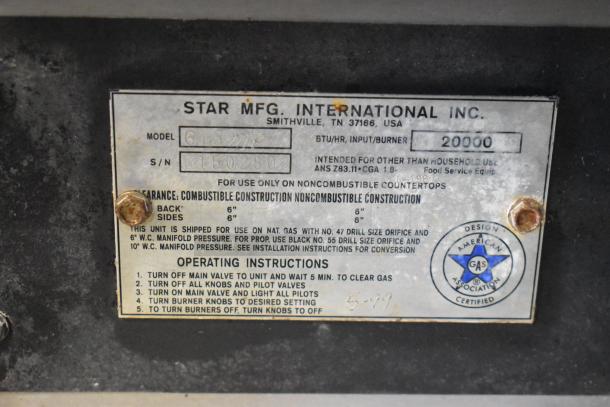 STAR MFG. INTERNATIONAL INC.
SMITHVILLE, TN 37166, USA
MODEL
BTU/HR, INPUT/BURNER 20000
S/N
INTENDED FOR OTHER THAN HOUSEHOLD USE
ANS Z83.11•CGA 1.8- Food Service Equip.
FOR USE ONLY ON NONCOMBUSTIBLE COUNTERTOPS
CLEARANCE: COMBUSTIBLE CONSTRUCTION NONCOMBUSTIBLE CONSTRUCTION
BACK 6" 6"
SIDES 6" 6"
THIS UNIT IS SHIPPED FOR USE ON NAT. GAS WITH NO. 47 DRILL SIZE ORIFICE AND
6" W.C. MANIFOLD PRESSURE. FOR PROP, USE BLACK NO. 55 DRILL SIZE ORIFICE AND
10" W.C. MANIFOLD PRESSURE. SEE INSTALLATION INSTRUCTIONS FOR CONVERSION
OPERATING INSTRUCTIONS
1. TURN OFF MAIN VALVE TO UNIT AND WAIT 5 MIN. TO CLEAR GAS
2. TURN OFF ALL KNOBS AND PILOT VALVES
3. TURN ON MAIN VALVE AND LIGHT ALL PILOTS
4. TURN BURNER KNOBS TO DESIRED SETTING
5. TO TURN BURNERS OFF, TURN KNOBS TO OFF
DESIGN
AMERICAN
GAS
ASSOCIATION
®
CERTIFIED